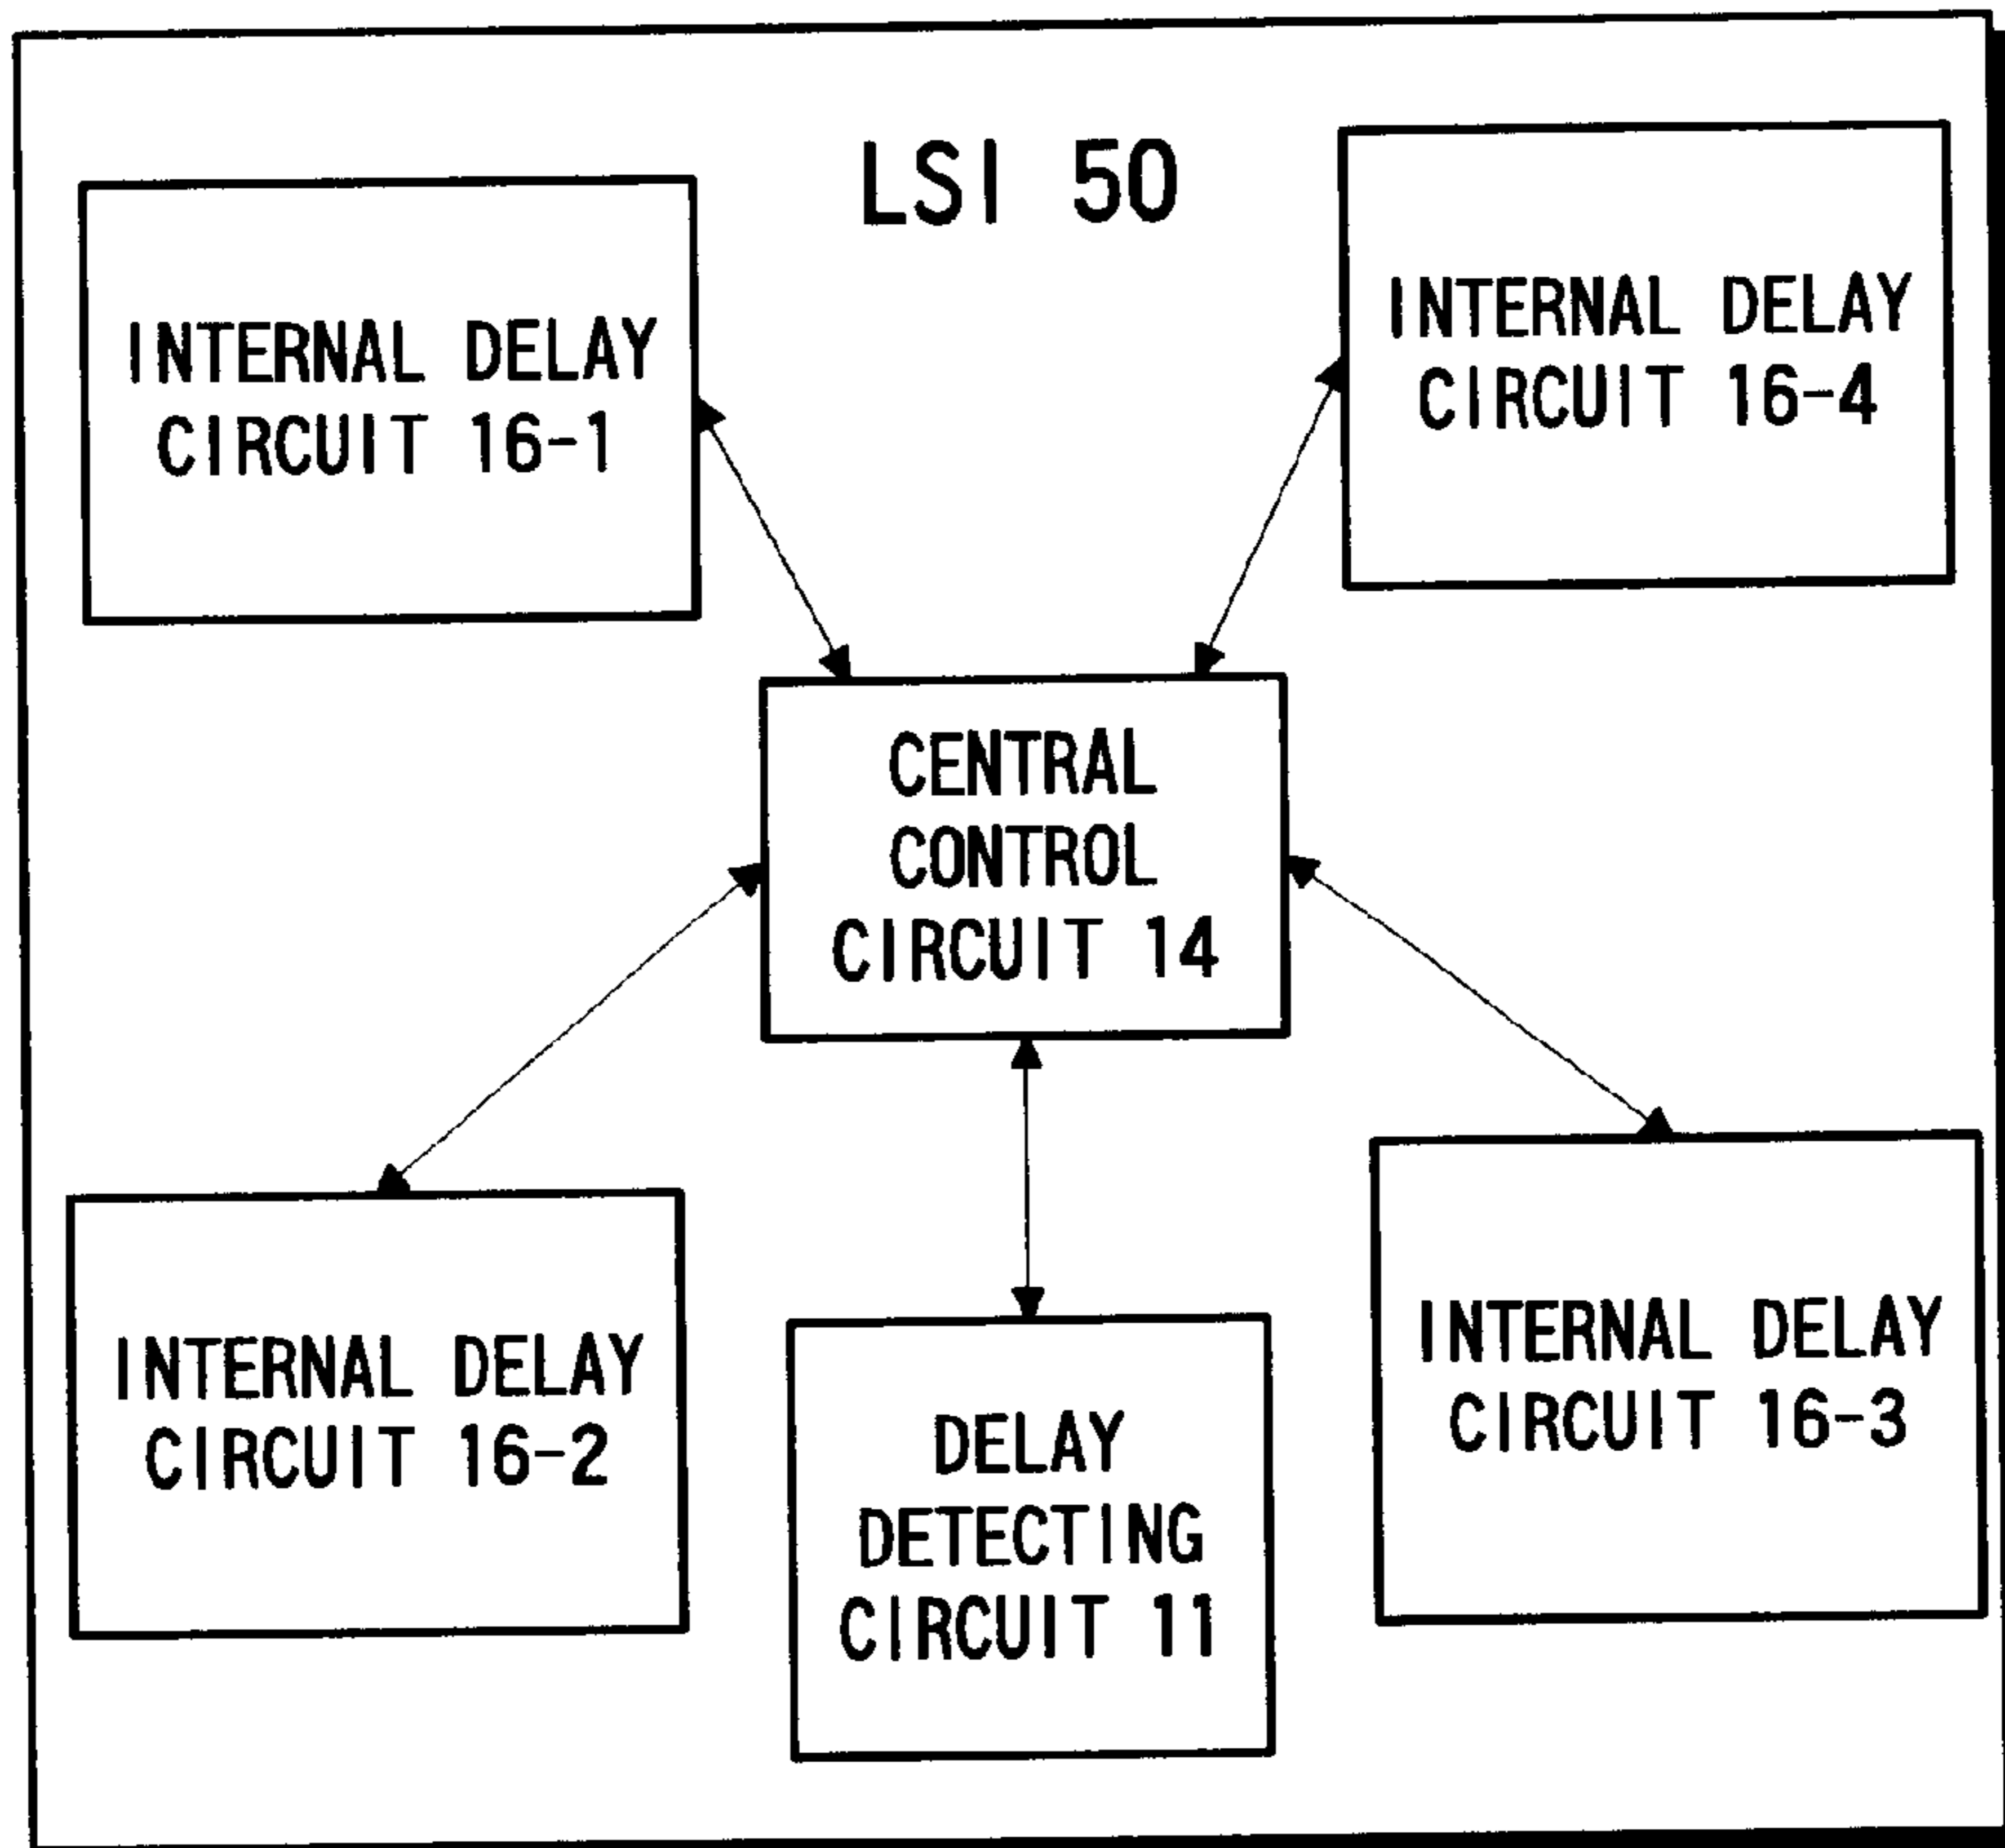 LSI 50
INTERNAL DELAY
CIRCUIT 16-1
INTERNAL DELAY
CIRCUIT 16-4
CENTRAL
CONTROL
CIRCUIT 14
INTERNAL DELAY
CIRCUIT 16-2
DELAY
DETECTING
CIRCUIT 11
INTERNAL DELAY
CIRCUIT 16-3